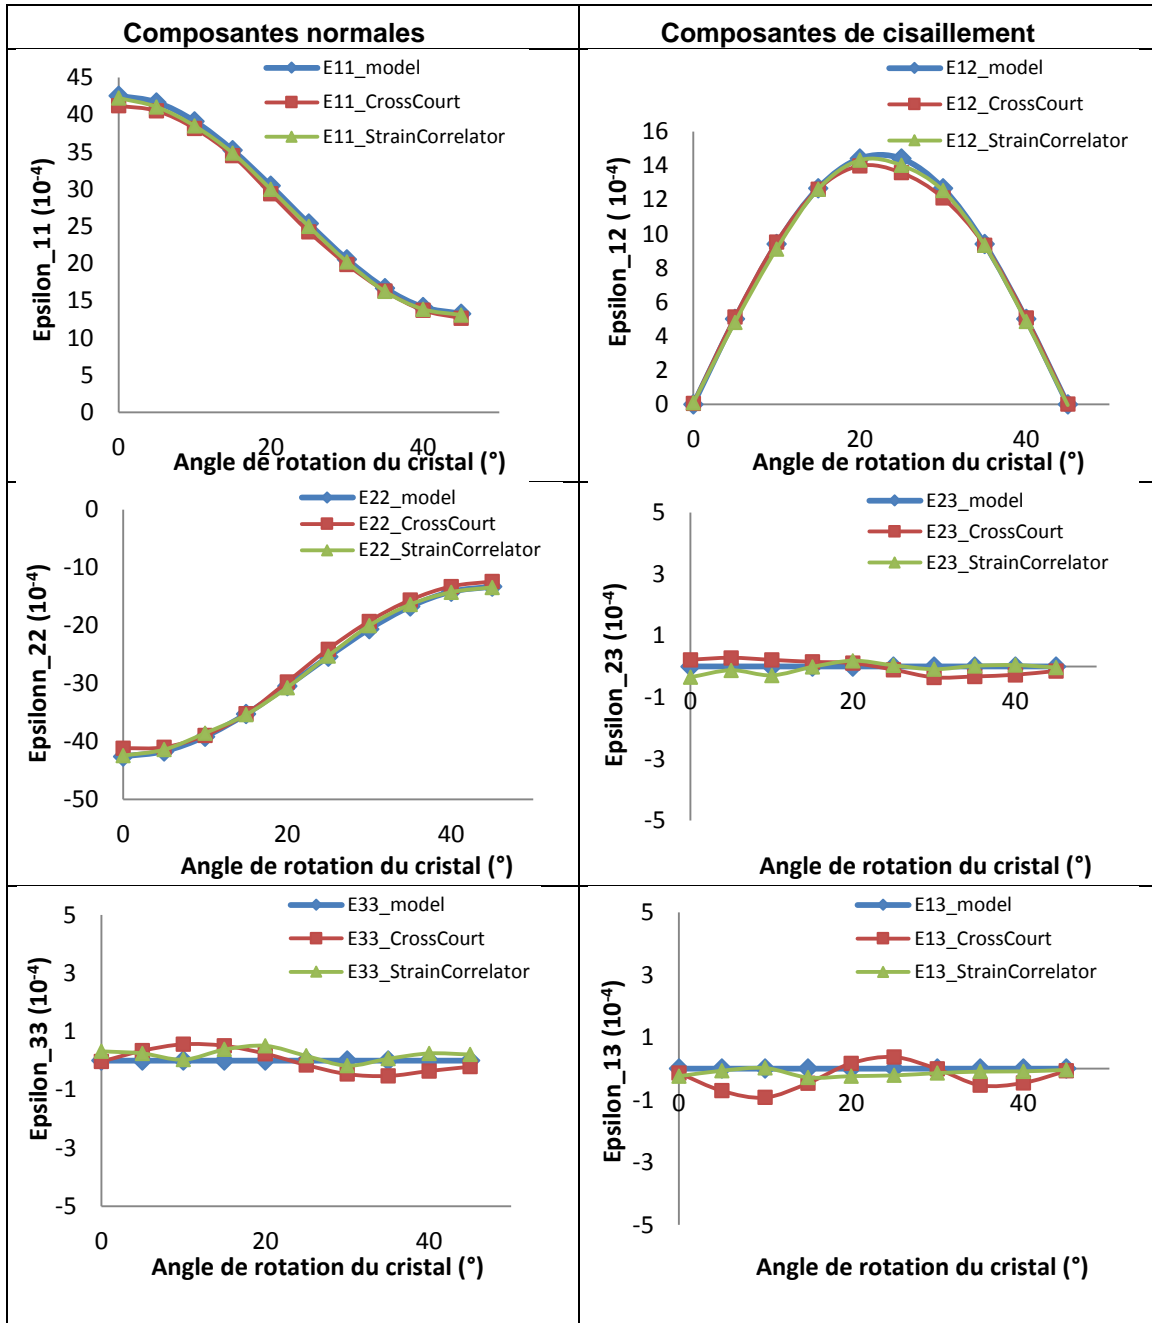 Composantes normales
Composantes de cisaillement
E11_model
E11_CrossCourt
E11_StrainCorrelator
45
40
35
30
25
20
15
10
5
0
0 20 40
Epsilon_11 (10-4)
Angle de rotation du cristal (°)
E12_model
E12_CrossCourt
E12_StrainCorrelator
16
14
12
10
8
6
4
2
0
0 20 40
Epsilon_12 ( 10-4)
Angle de rotation du cristal (°)
E22_model
E22_CrossCourt
E22_StrainCorrelator
0
-10
-20
-30
-40
-50
0 20 40
Epsilonn_22 (10-4)
Angle de rotation du cristal (°)
E23_model
E23_CrossCourt
E23_StrainCorrelator
5
3
1
-1
-3
-5
0 20 40
Epsilon_23 (10-4)
Angle de rotation du cristal (°)
E33_model
E33_CrossCourt
E33_StrainCorrelator
5
3
1
-1
-3
-5
0 20 40
Epsilon_33 (10-4)
Angle de rotation du cristal (°)
E13_model
E13_CrossCourt
E13_StrainCorrelator
5
3
1
-1
-3
-5
0 20 40
Epsilon_13 (10-4)
Angle de rotation du cristal (°)